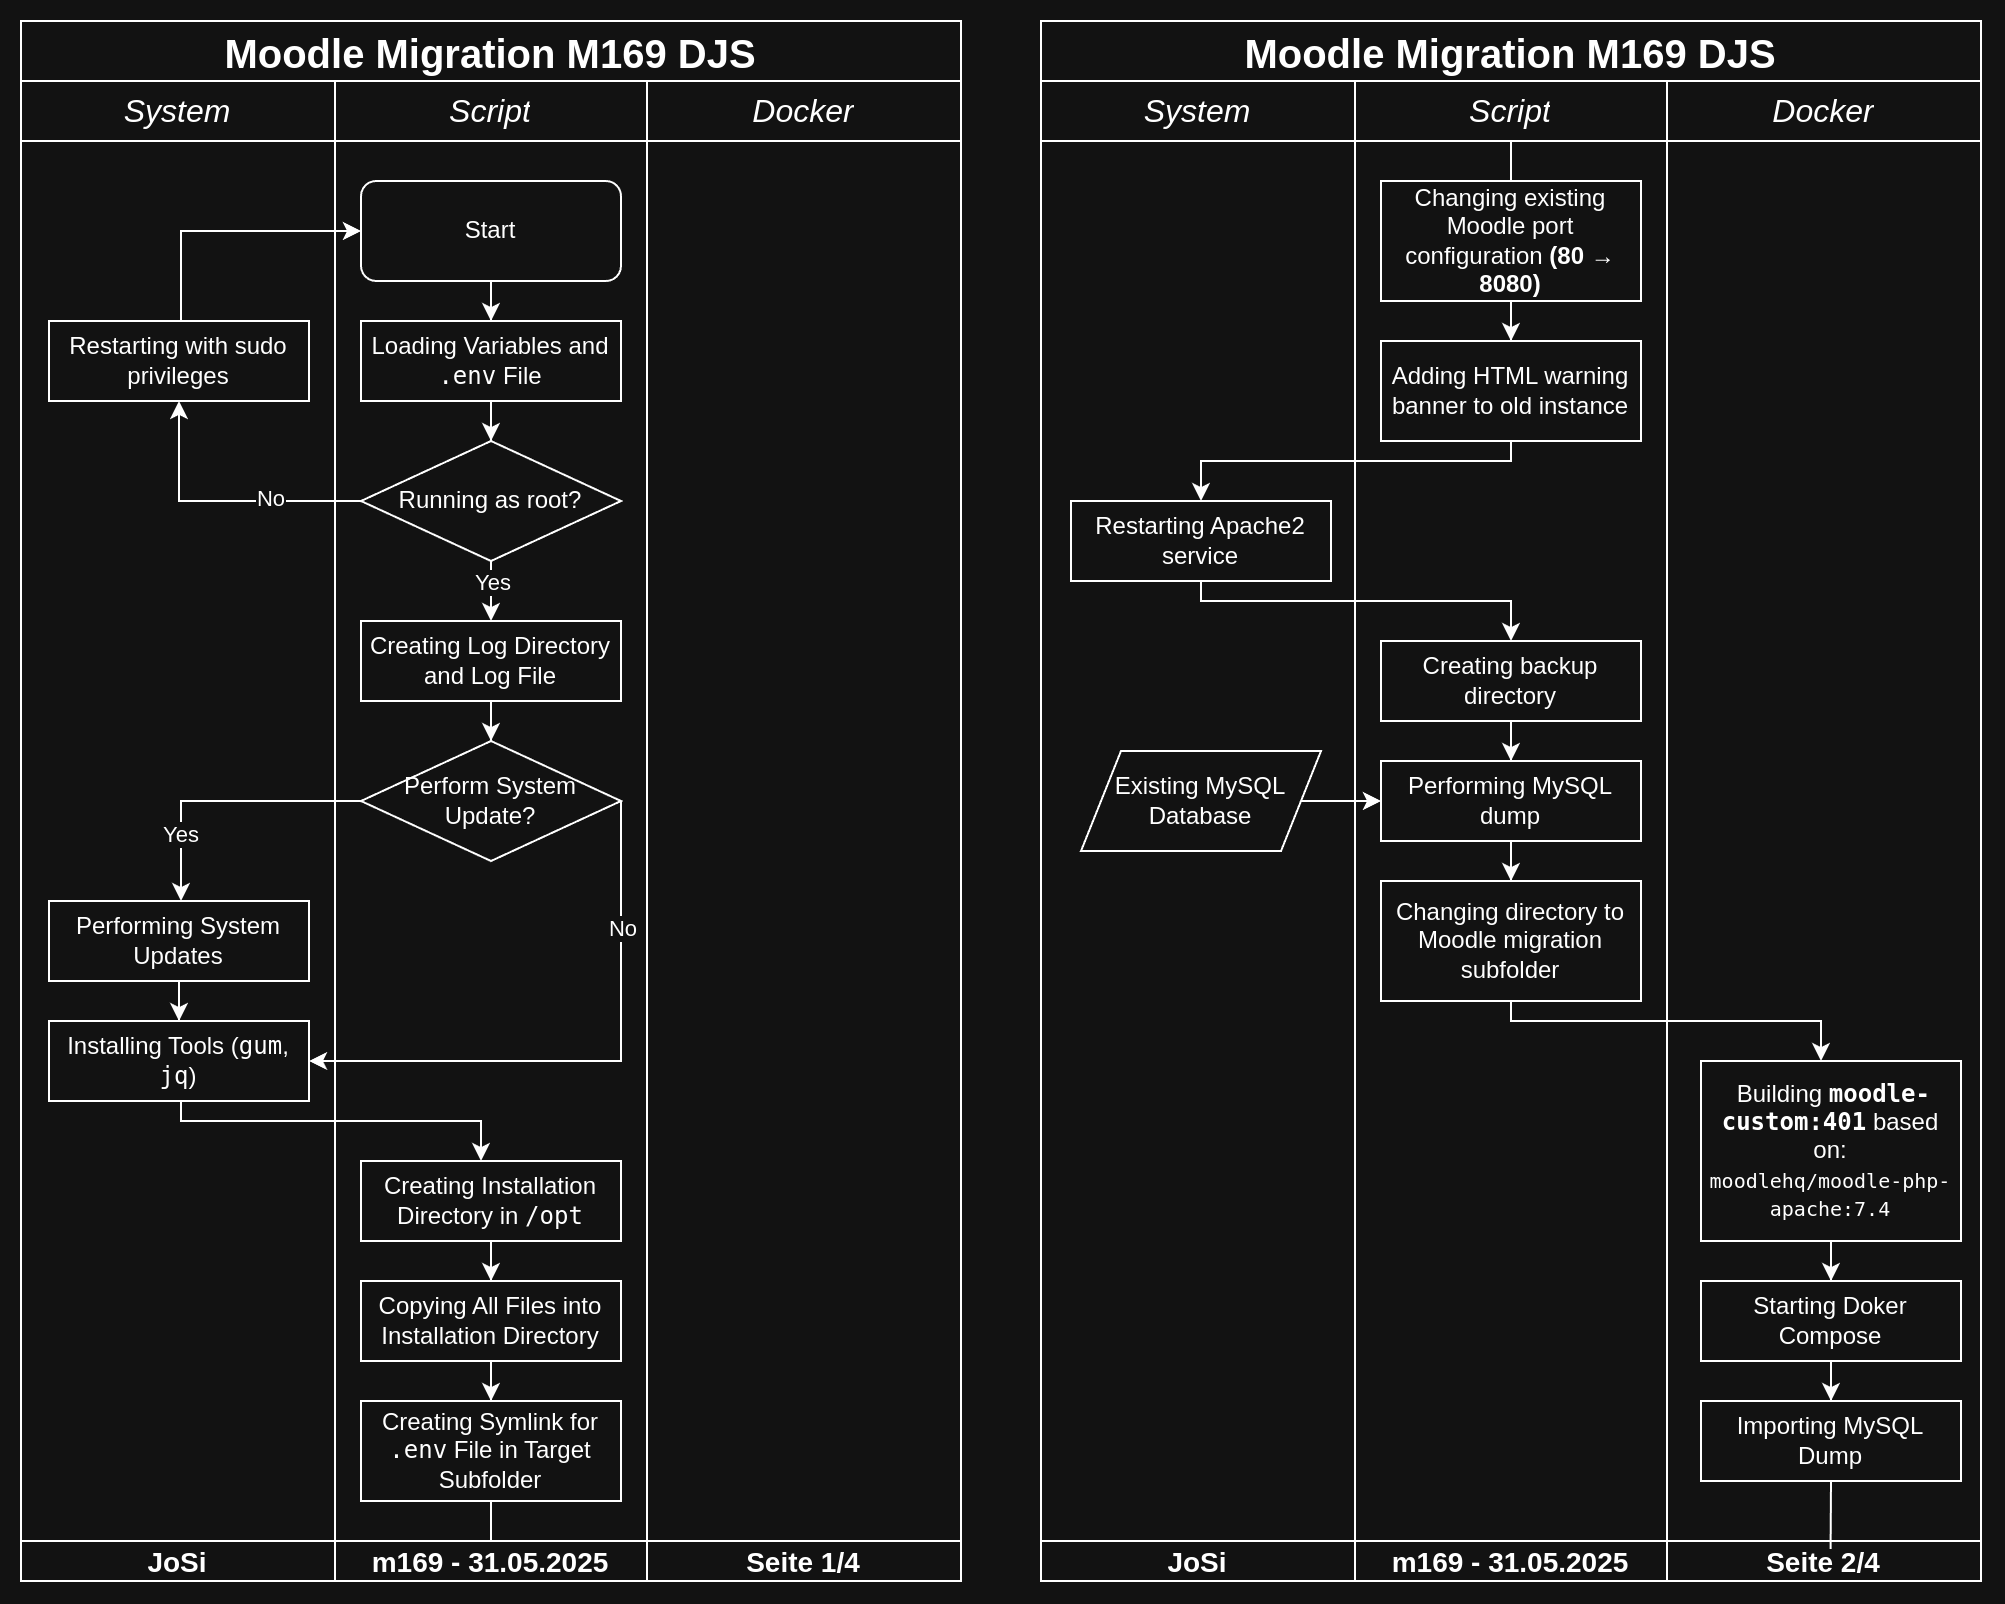 Moodle Migration M169 DJS
System
Script
Docker
Start
Restarting with sudo
privileges
Loading Variables and
.env File
No
Running as root?
Yes
Creating Log Directory
and Log File
Perform System
Update?
Yes
No
Performing System
Updates
Installing Tools (gum,
jq)
Creating Installation
Directory in /opt
Copying All Files into
Installation Directory
Creating Symlink for
.env File in Target
Subfolder
JoSi
m169 - 31.05.2025
Seite 1/4
Moodle Migration M169 DJS
System
Script
Docker
Changing existing
Moodle port
configuration (80 →
8080)
Adding HTML warning
banner to old instance
Restarting Apache2
service
Creating backup
directory
Existing MySQL
Database
Performing MySQL
dump
Changing directory to
Moodle migration
subfolder
Building moodle-
custom:401 based
on:
moodlehq/moodle-php-
apache:7.4
Starting Doker
Compose
Importing MySQL
Dump
JoSi
m169 - 31.05.2025
Seite 2/4